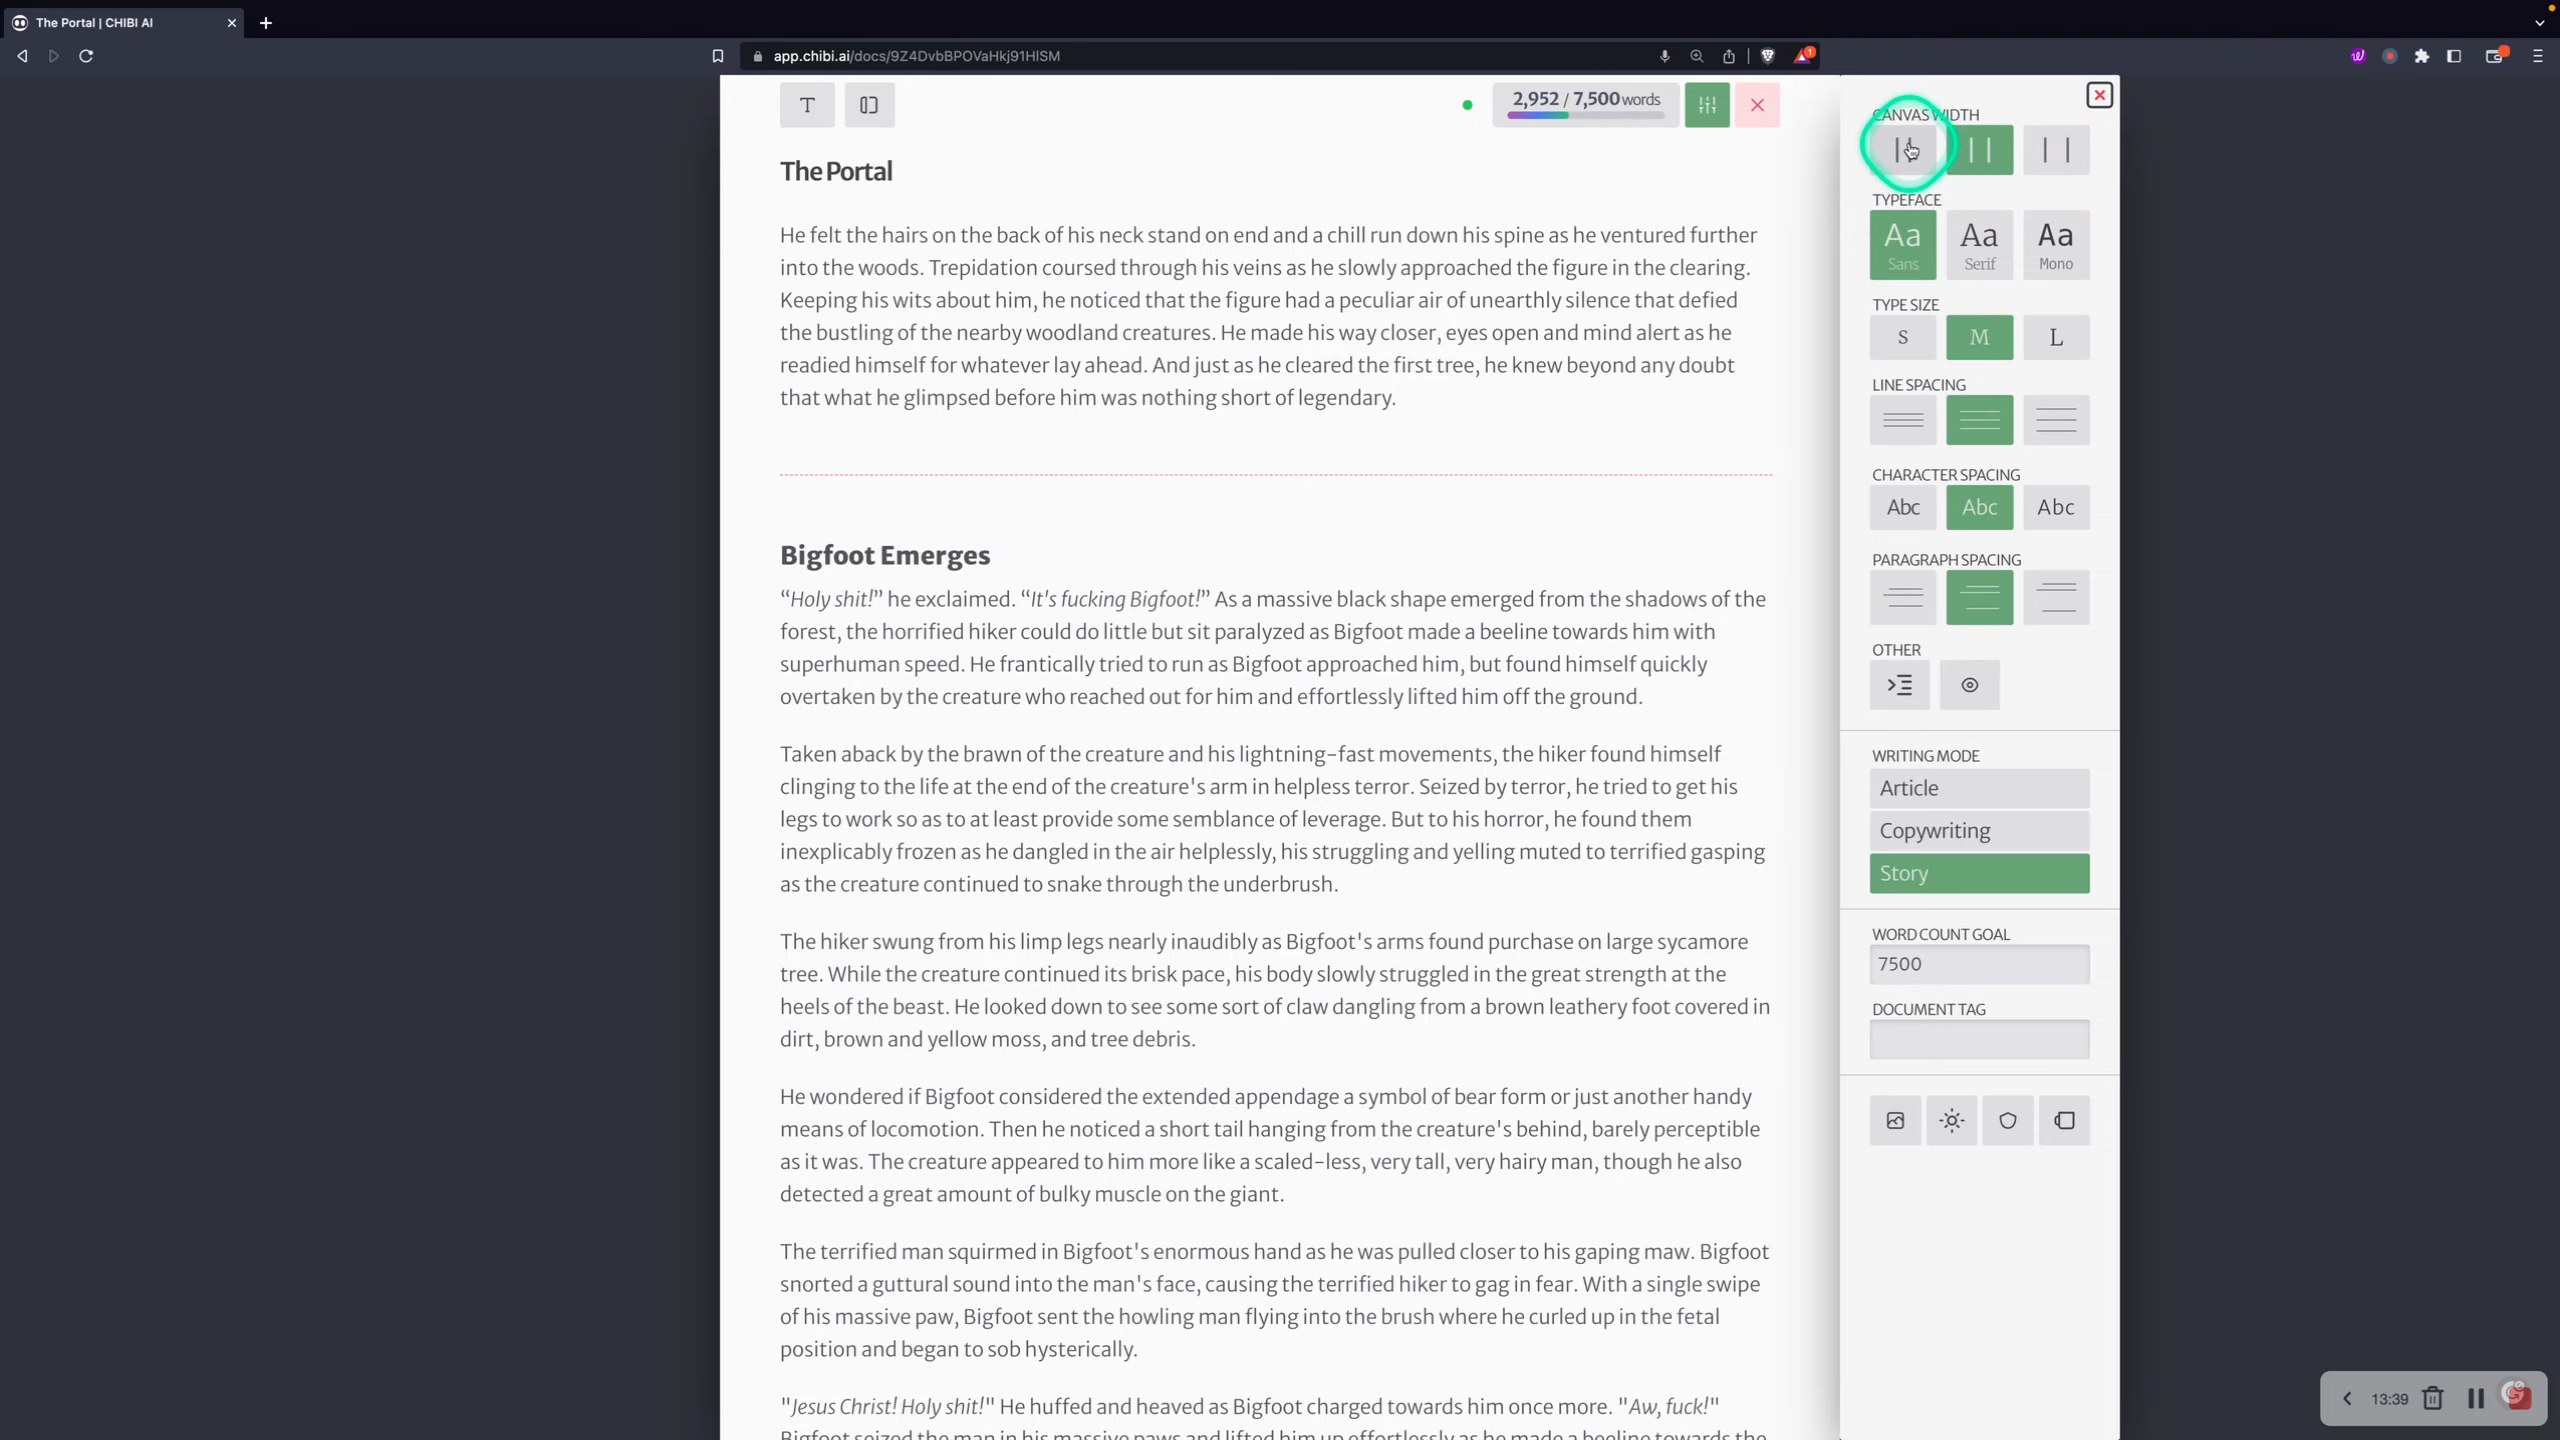 The Portal | CHIBI AI
app.chibi.ai/docs/9Z4DvbBPOVaHkj91HlSM
1
T
2,952 / 7,500 words
The Portal
He felt the hairs on the back of his neck stand on end and a chill run down his spine as he ventured further
into the woods. Trepidation coursed through his veins as he slowly approached the figure in the clearing.
Keeping his wits about him, he noticed that the figure had a peculiar air of unearthly silence that defied
the bustling of the nearby woodland creatures. He made his way closer, eyes open and mind alert as he
readied himself for whatever lay ahead. And just as he cleared the first tree, he knew beyond any doubt
that what he glimpsed before him was nothing short of legendary.
Bigfoot Emerges
“Holy shit!” he exclaimed. “It's fucking Bigfoot!” As a massive black shape emerged from the shadows of the
forest, the horrified hiker could do little but sit paralyzed as Bigfoot made a beeline towards him with
superhuman speed. He frantically tried to run as Bigfoot approached him, but found himself quickly
overtaken by the creature who reached out for him and effortlessly lifted him off the ground.
Taken aback by the brawn of the creature and his lightning-fast movements, the hiker found himself
clinging to the life at the end of the creature's arm in helpless terror. Seized by terror, he tried to get his
legs to work so as to at least provide some semblance of leverage. But to his horror, he found them
inexplicably frozen as he dangled in the air helplessly, his struggling and yelling muted to terrified gasping
as the creature continued to snake through the underbrush.
The hiker swung from his limp legs nearly inaudibly as Bigfoot's arms found purchase on large sycamore
tree. While the creature continued its brisk pace, his body slowly struggled in the great strength at the
heels of the beast. He looked down to see some sort of claw dangling from a brown leathery foot covered in
dirt, brown and yellow moss, and tree debris.
He wondered if Bigfoot considered the extended appendage a symbol of bear form or just another handy
means of locomotion. Then he noticed a short tail hanging from the creature's behind, barely perceptible
as it was. The creature appeared to him more like a scaled-less, very tall, very hairy man, though he also
detected a great amount of bulky muscle on the giant.
The terrified man squirmed in Bigfoot's enormous hand as he was pulled closer to his gaping maw. Bigfoot
snorted a guttural sound into the man's face, causing the terrified hiker to gag in fear. With a single swipe
of his massive paw, Bigfoot sent the howling man flying into the brush where he curled up in the fetal
position and began to sob hysterically.
"Jesus Christ! Holy shit!" He huffed and heaved as Bigfoot charged towards him once more. "Aw, fuck!"
Bigfoot seized the man in his massive paws and lifted him up effortlessly as he made a beeline towards the
CANVAS WIDTH
TYPEFACE
Aa Aa Aa
Sans Serif Mono
TYPE SIZE
S M L
LINE SPACING
CHARACTER SPACING
Abc Abc Abc
PARAGRAPH SPACING
OTHER
WRITING MODE
Article
Copywriting
Story
WORD COUNT GOAL
7500
DOCUMENT TAG
13:39